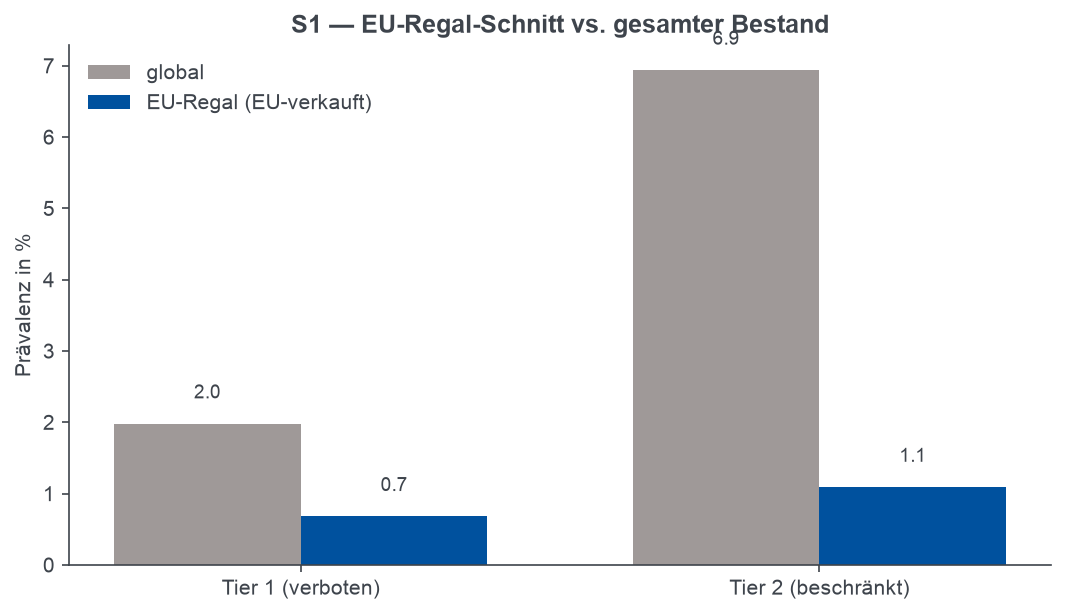 S1 — EU-Regal-Schnitt vs. gesamter Bestand
global
EU-Regal (EU-verkauft)
Prävalenz in %
7
6
5
4
3
2
1
0
2.0
0.7
6.9
1.1
Tier 1 (verboten)
Tier 2 (beschränkt)